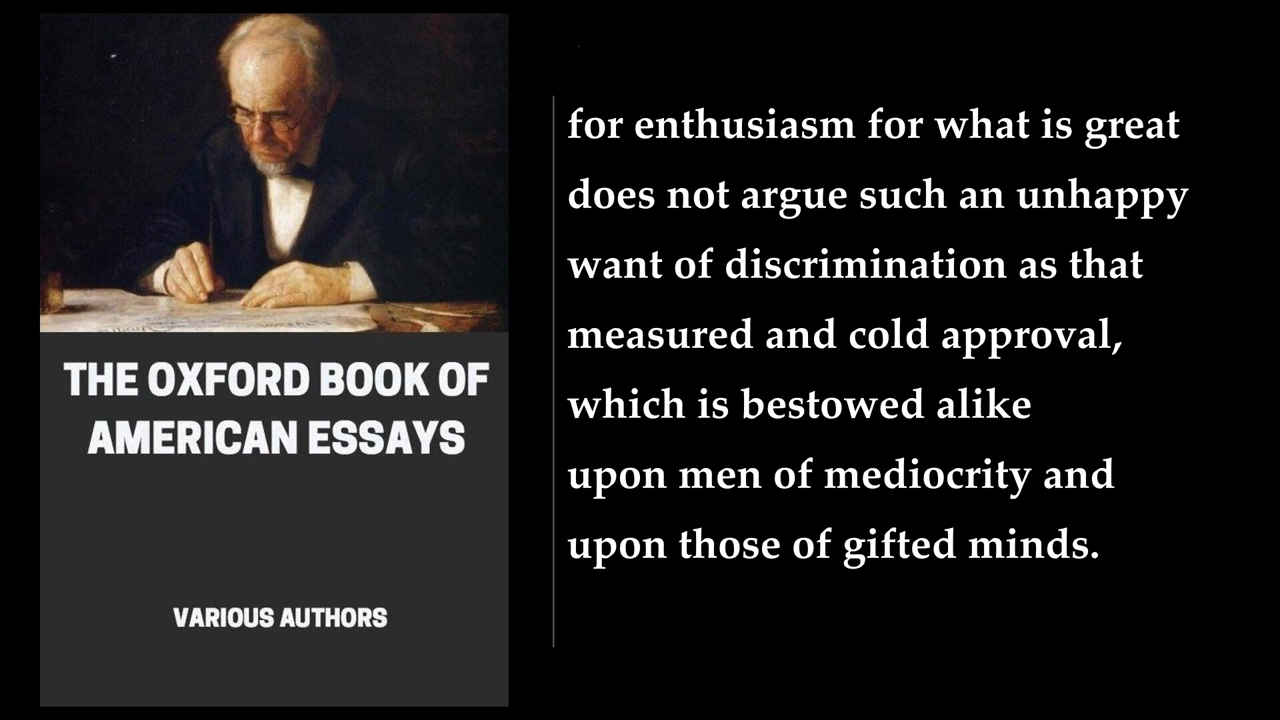 THE OXFORD BOOK OF
AMERICAN ESSAYS
VARIOUS AUTHORS
for enthusiasm for what is great
does not argue such an unhappy
want of discrimination as that
measured and cold approval,
which is bestowed alike
upon men of mediocrity and
upon those of gifted minds.